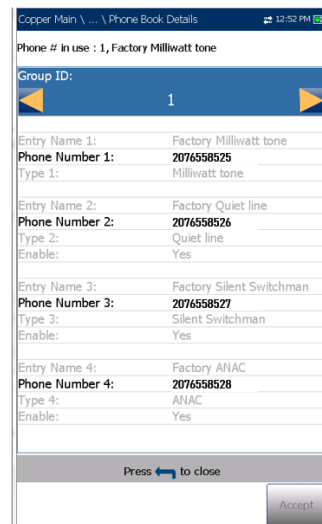 Copper Main \ ... \ Phone Book Details 12:52 PM
Phone # in use : 1, Factory Milliwatt tone
Group ID:
1
Entry Name 1: Factory Milliwatt tone
Phone Number 1: 2076558525
Type 1: Milliwatt tone
Entry Name 2: Factory Quiet line
Phone Number 2: 2076558526
Type 2: Quiet line
Enable: Yes
Entry Name 3: Factory Silent Switchman
Phone Number 3: 2076558527
Type 3: Silent Switchman
Enable: Yes
Entry Name 4: Factory ANAC
Phone Number 4: 2076558528
Type 4: ANAC
Enable: Yes
Press to close
Accept